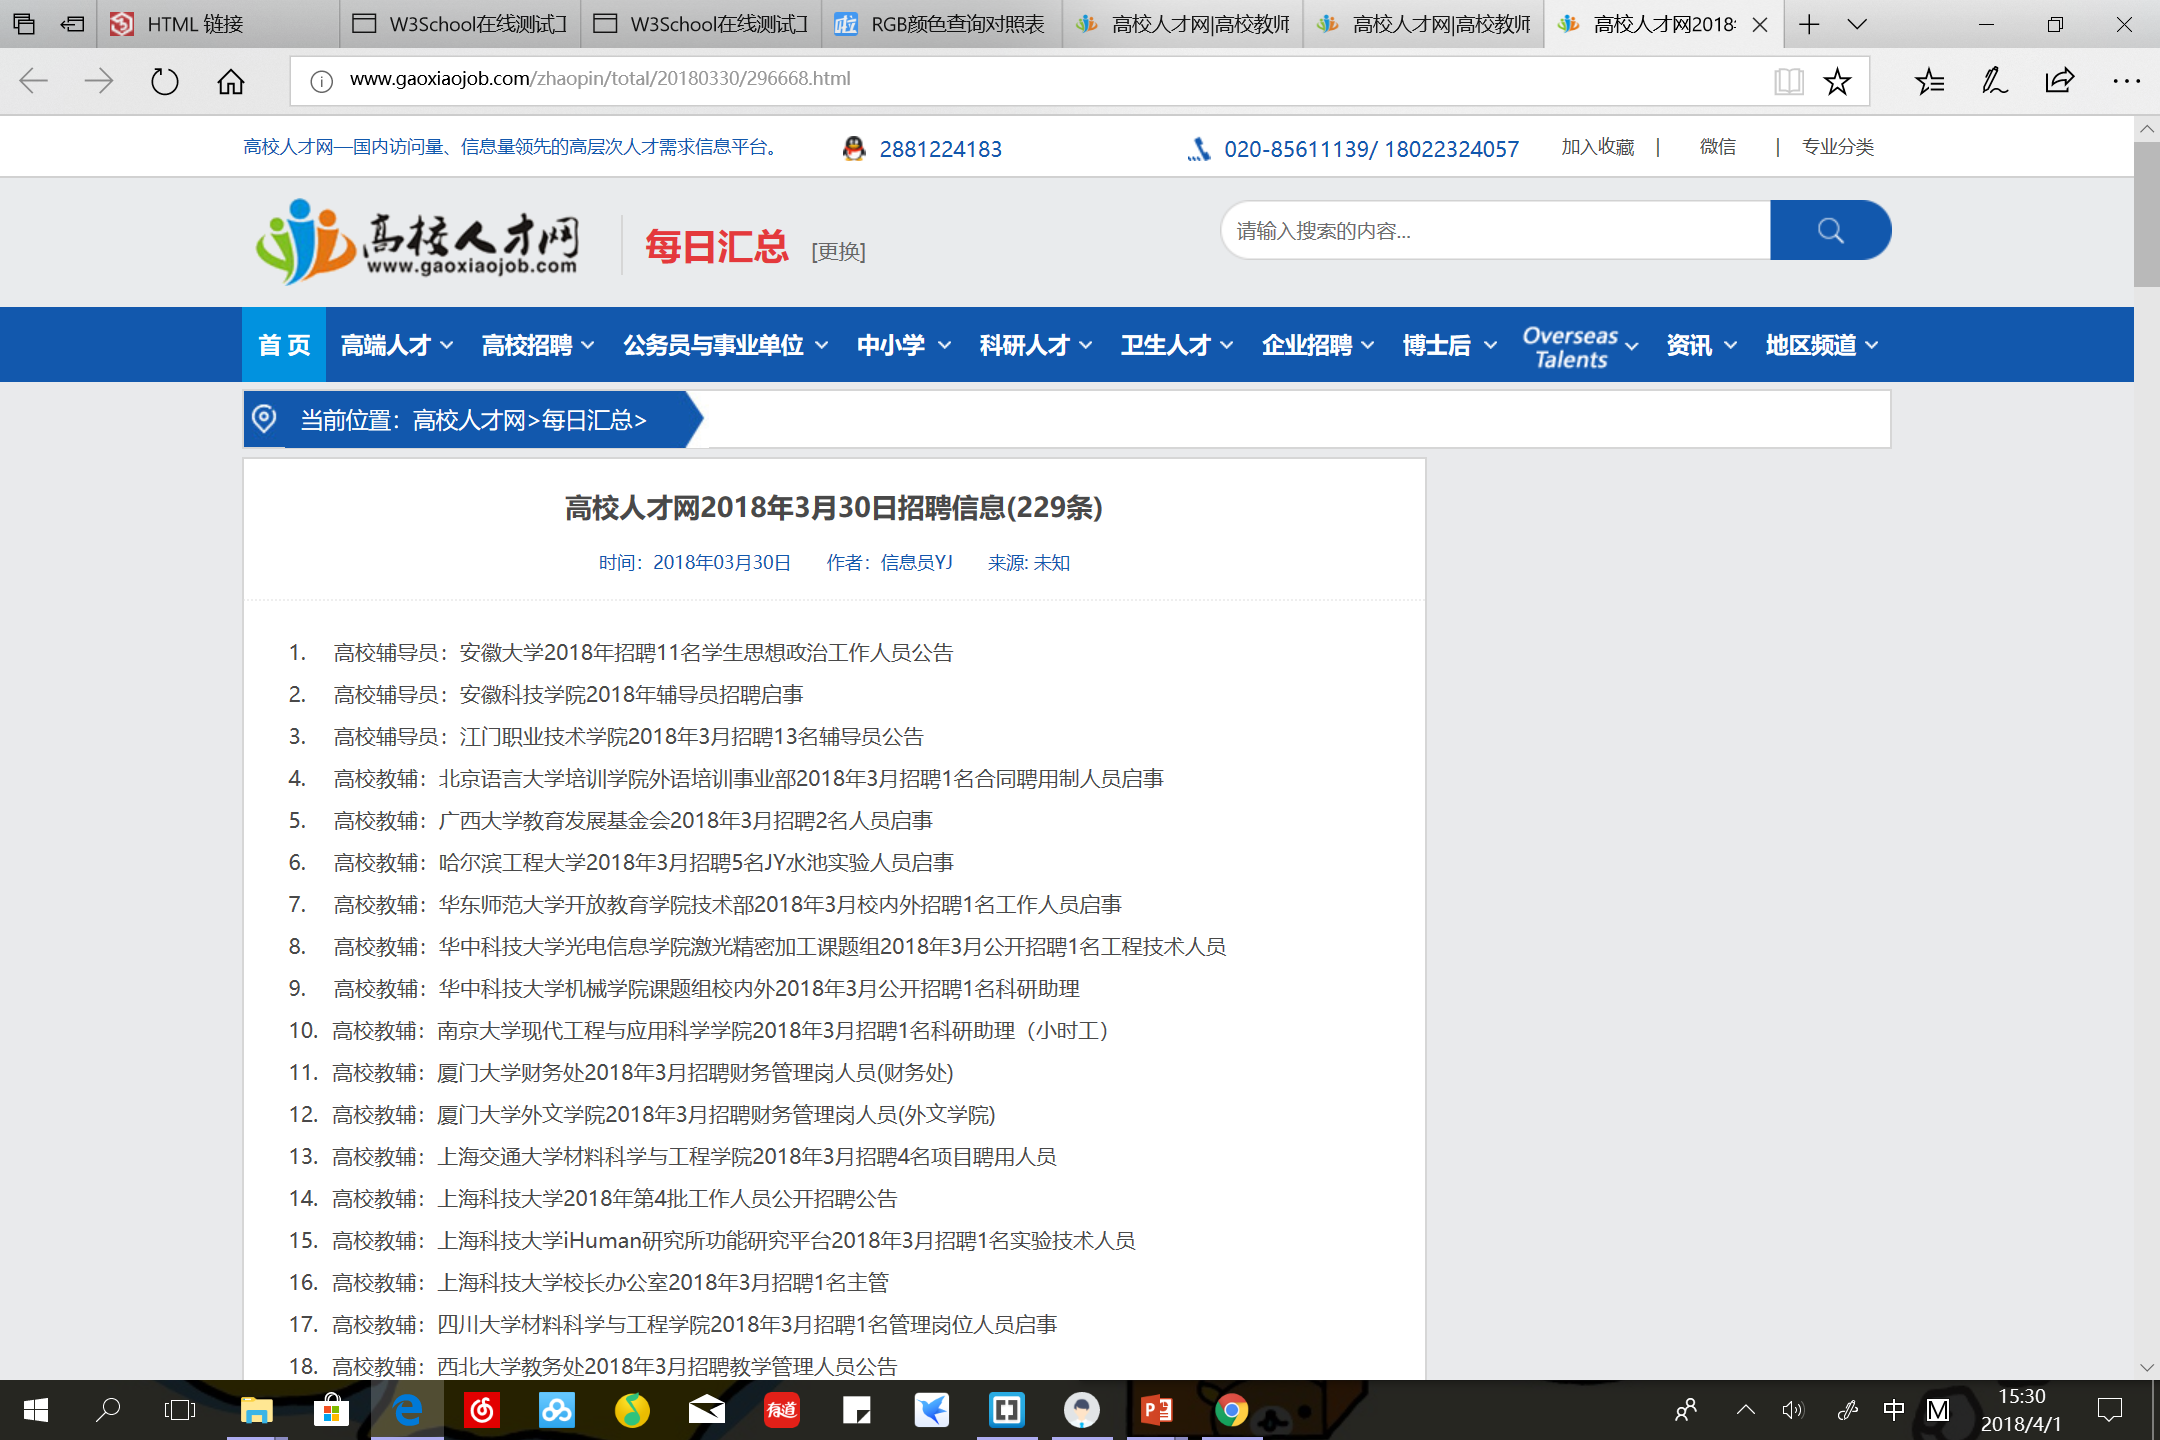 HTML 链接
W3School在线测试工
W3School在线测试工
RGB颜色查询对照表
高校人才网|高校教师
高校人才网|高校教师
高校人才网2018
www.gaoxiaojob.com/zhaopin/total/20180330/296668.html
高校人才网—国内访问量、信息量领先的高层次人才需求信息平台。
2881224183
020-85611139/ 18022324057
加入收藏 | 微信 | 专业分类
高校人才网
www.gaoxiaojob.com
每日汇总 [更换]
请输入搜索的内容...
首 页 高端人才 高校招聘 公务员与事业单位 中小学 科研人才 卫生人才 企业招聘 博士后 Overseas Talents 资讯 地区频道
当前位置：高校人才网>每日汇总>
高校人才网2018年3月30日招聘信息(229条)
时间：2018年03月30日 作者：信息员YJ 来源: 未知
1. 高校辅导员：安徽大学2018年招聘11名学生思想政治工作人员公告
2. 高校辅导员：安徽科技学院2018年辅导员招聘启事
3. 高校辅导员：江门职业技术学院2018年3月招聘13名辅导员公告
4. 高校教辅：北京语言大学培训学院外语培训事业部2018年3月招聘1名合同聘用制人员启事
5. 高校教辅：广西大学教育发展基金会2018年3月招聘2名人员启事
6. 高校教辅：哈尔滨工程大学2018年3月招聘5名JY水池实验人员启事
7. 高校教辅：华东师范大学开放教育学院技术部2018年3月校内外招聘1名工作人员启事
8. 高校教辅：华中科技大学光电信息学院激光精密加工课题组2018年3月公开招聘1名工程技术人员
9. 高校教辅：华中科技大学机械学院课题组校内外2018年3月公开招聘1名科研助理
10. 高校教辅：南京大学现代工程与应用科学学院2018年3月招聘1名科研助理（小时工）
11. 高校教辅：厦门大学财务处2018年3月招聘财务管理岗人员(财务处)
12. 高校教辅：厦门大学外文学院2018年3月招聘财务管理岗人员(外文学院)
13. 高校教辅：上海交通大学材料科学与工程学院2018年3月招聘4名项目聘用人员
14. 高校教辅：上海科技大学2018年第4批工作人员公开招聘公告
15. 高校教辅：上海科技大学iHuman研究所功能研究平台2018年3月招聘1名实验技术人员
16. 高校教辅：上海科技大学校长办公室2018年3月招聘1名主管
17. 高校教辅：四川大学材料科学与工程学院2018年3月招聘1名管理岗位人员启事
18. 高校教辅：西北大学教务处2018年3月招聘教学管理人员公告
有道
中
M
15:30
2018/4/1